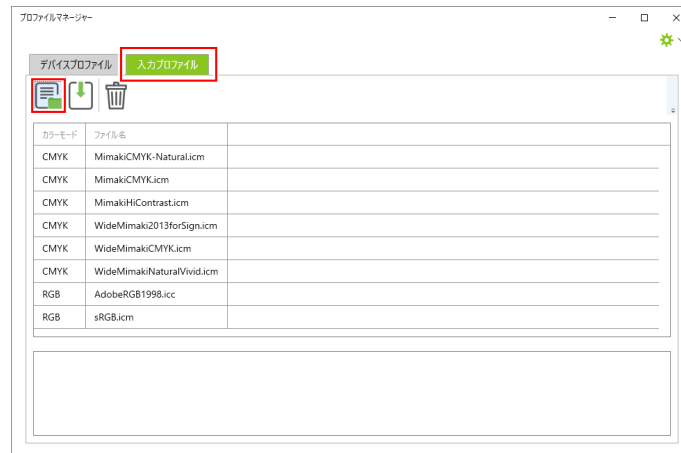 プロファイルマネージャー
デバイスプロファイル 入力プロファイル
カラーモード ファイル名
CMYK MimakiCMYK-Natural.icm
CMYK MimakiCMYK.icm
CMYK MimakiHiContrast.icm
CMYK WideMimaki2013forSign.icm
CMYK WideMimakiCMYK.icm
CMYK WideMimakiNaturalVivid.icm
RGB AdobeRGB1998.icc
RGB sRGB.icm